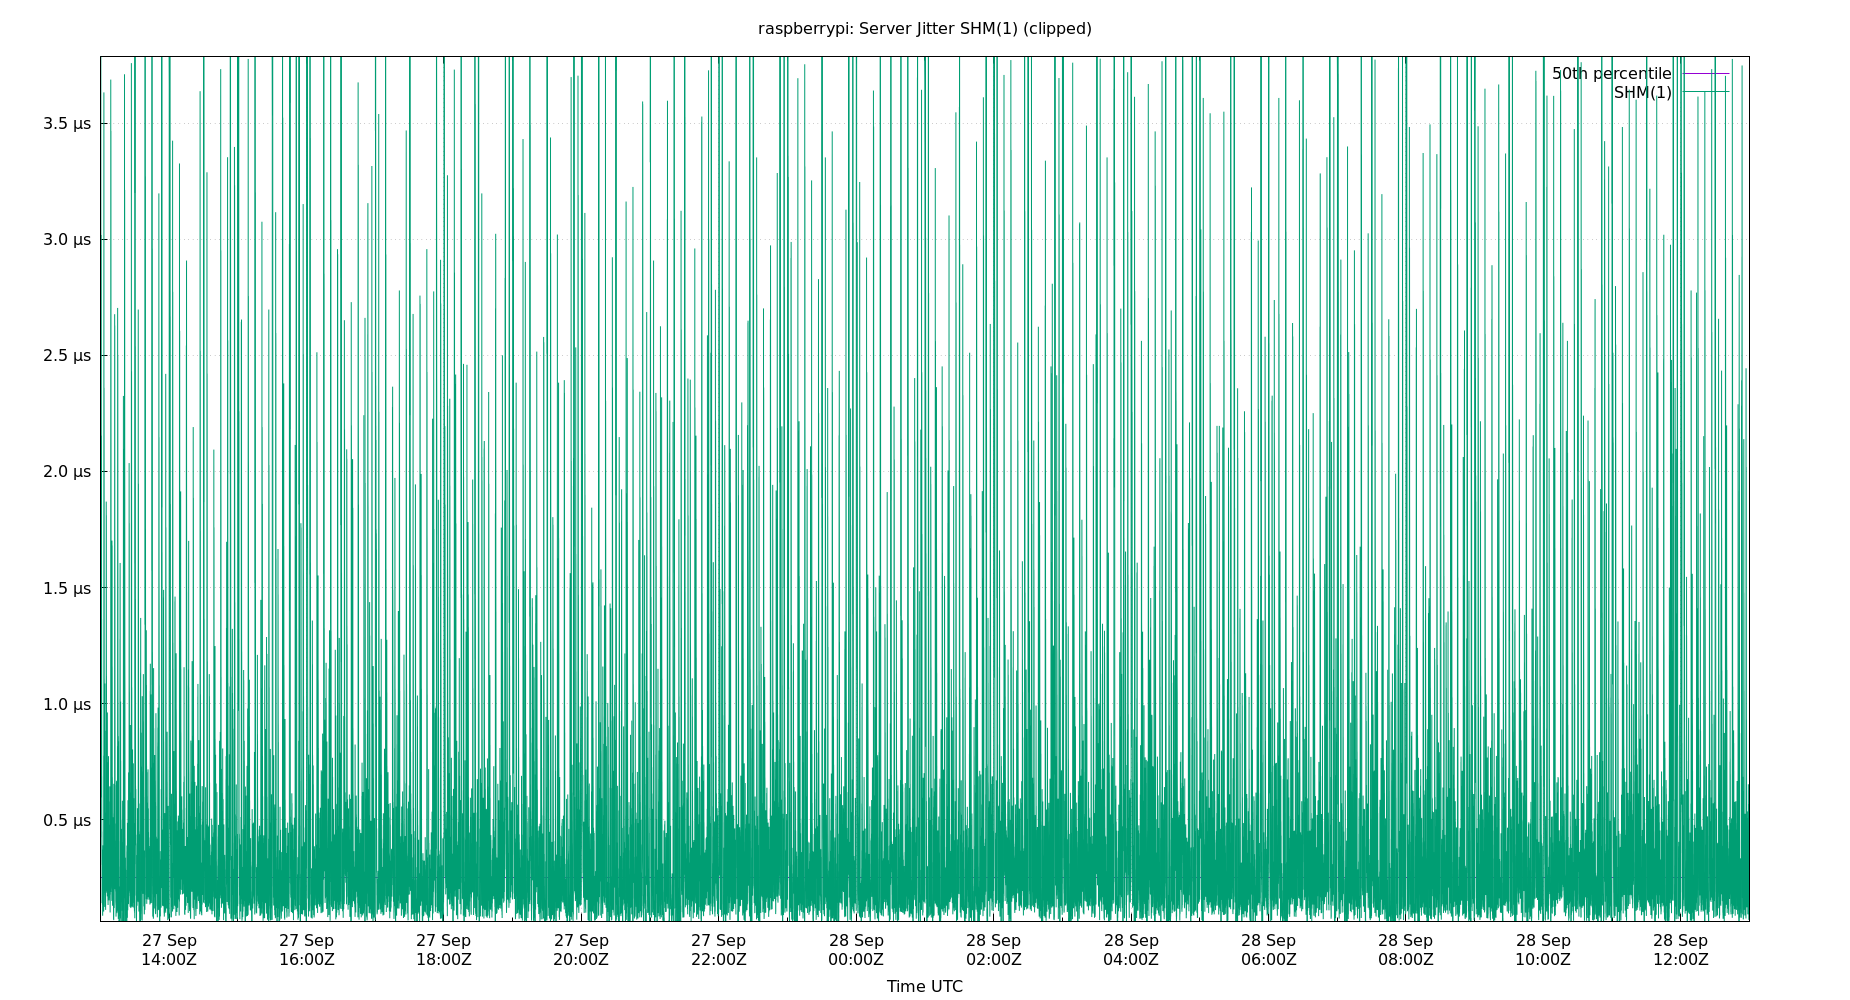 raspberrypi: Server Jitter SHM(1) (clipped)
50th percentile
SHM(1)
3.5 μs
3.0 μs
2.5 μs
2.0 μs
1.5 μs
1.0 μs
0.5 μs
27 Sep 27 Sep 27 Sep 27 Sep 27 Sep 28 Sep 28 Sep 28 Sep 28 Sep 28 Sep 28 Sep 28 Sep
14:00Z 16:00Z 18:00Z 20:00Z 22:00Z 00:00Z 02:00Z 04:00Z 06:00Z 08:00Z 10:00Z 12:00Z
Time UTC